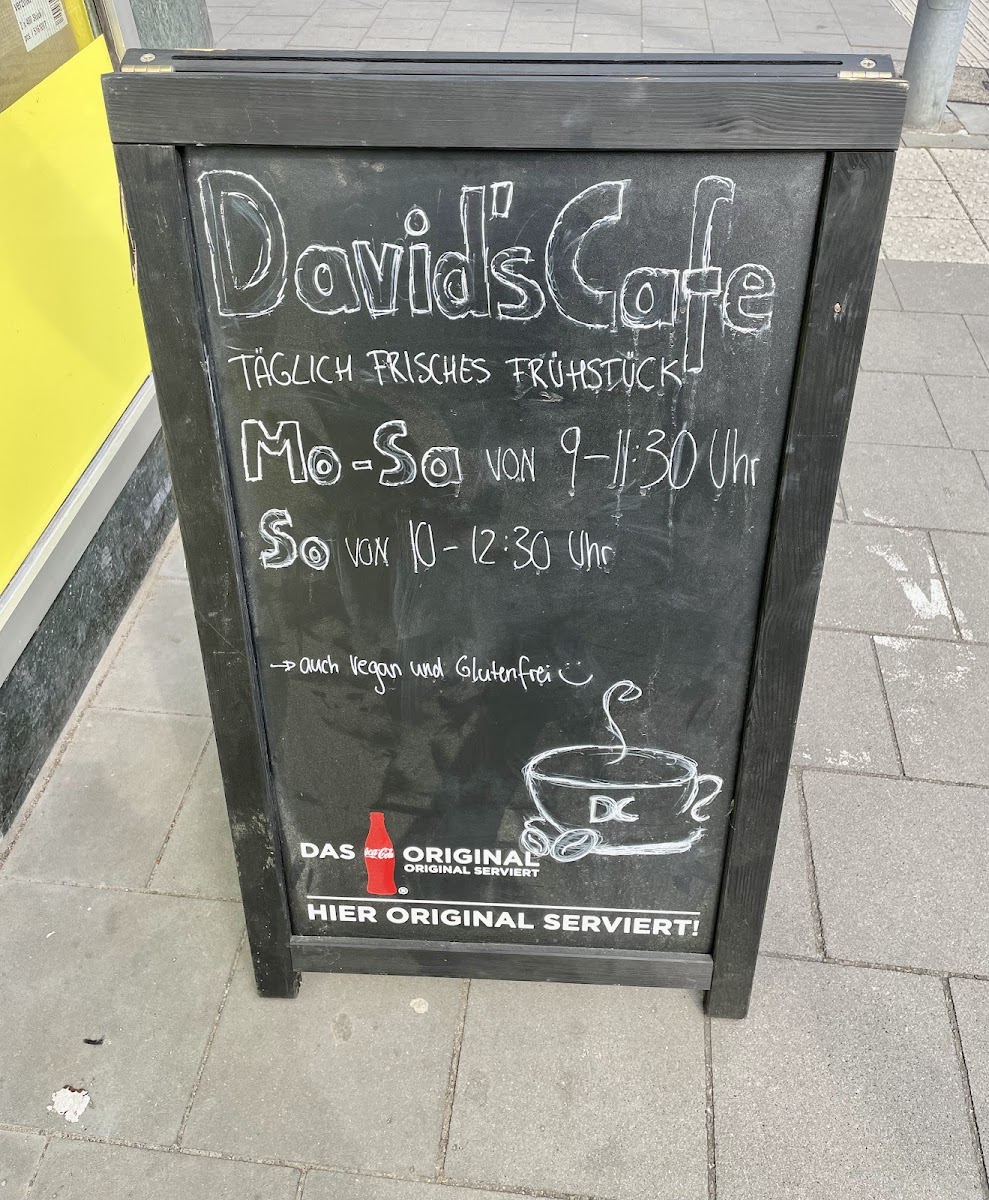 David's Cafe
TÄGLICH FRISCHES FRÜHSTÜCK
Mo-Sa VON 9-11:30 Uhr
So VON 10-12:30 Uhr
→ auch Vegan und Glutenfrei
DC
DAS Coca-Cola ORIGINAL
ORIGINAL SERVIERT
HIER ORIGINAL SERVIERT!